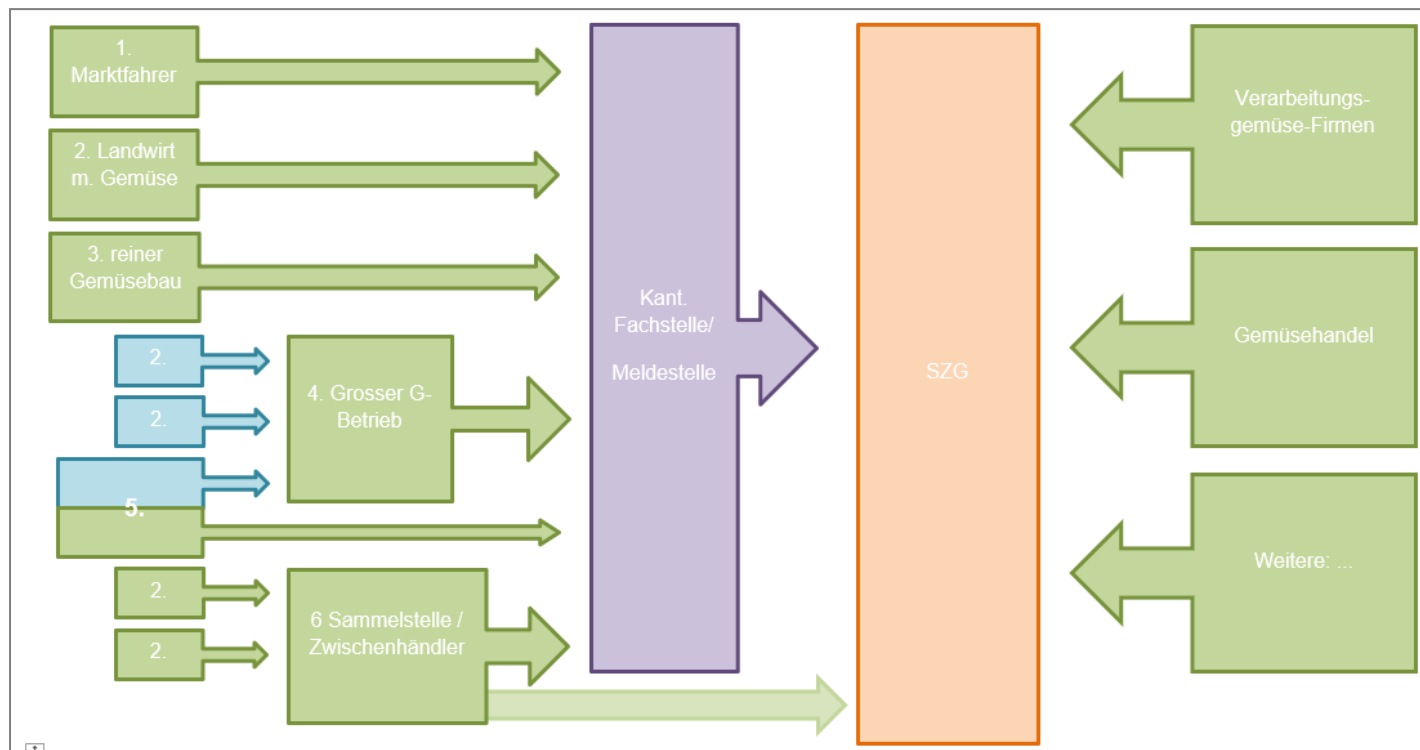 1.
Marktfahrer
2. Landwirt
m. Gemüse
3. reiner
Gemüsebau
2.
2.
5.
2.
2.
4. Grosser G-
Betrieb
6 Sammelstelle /
Zwischenhändler
Kant.
Fachstelle/
Meldestelle
SZG
Verarbeitungs-
gemüse-Firmen
Gemüsehandel
Weitere: ...